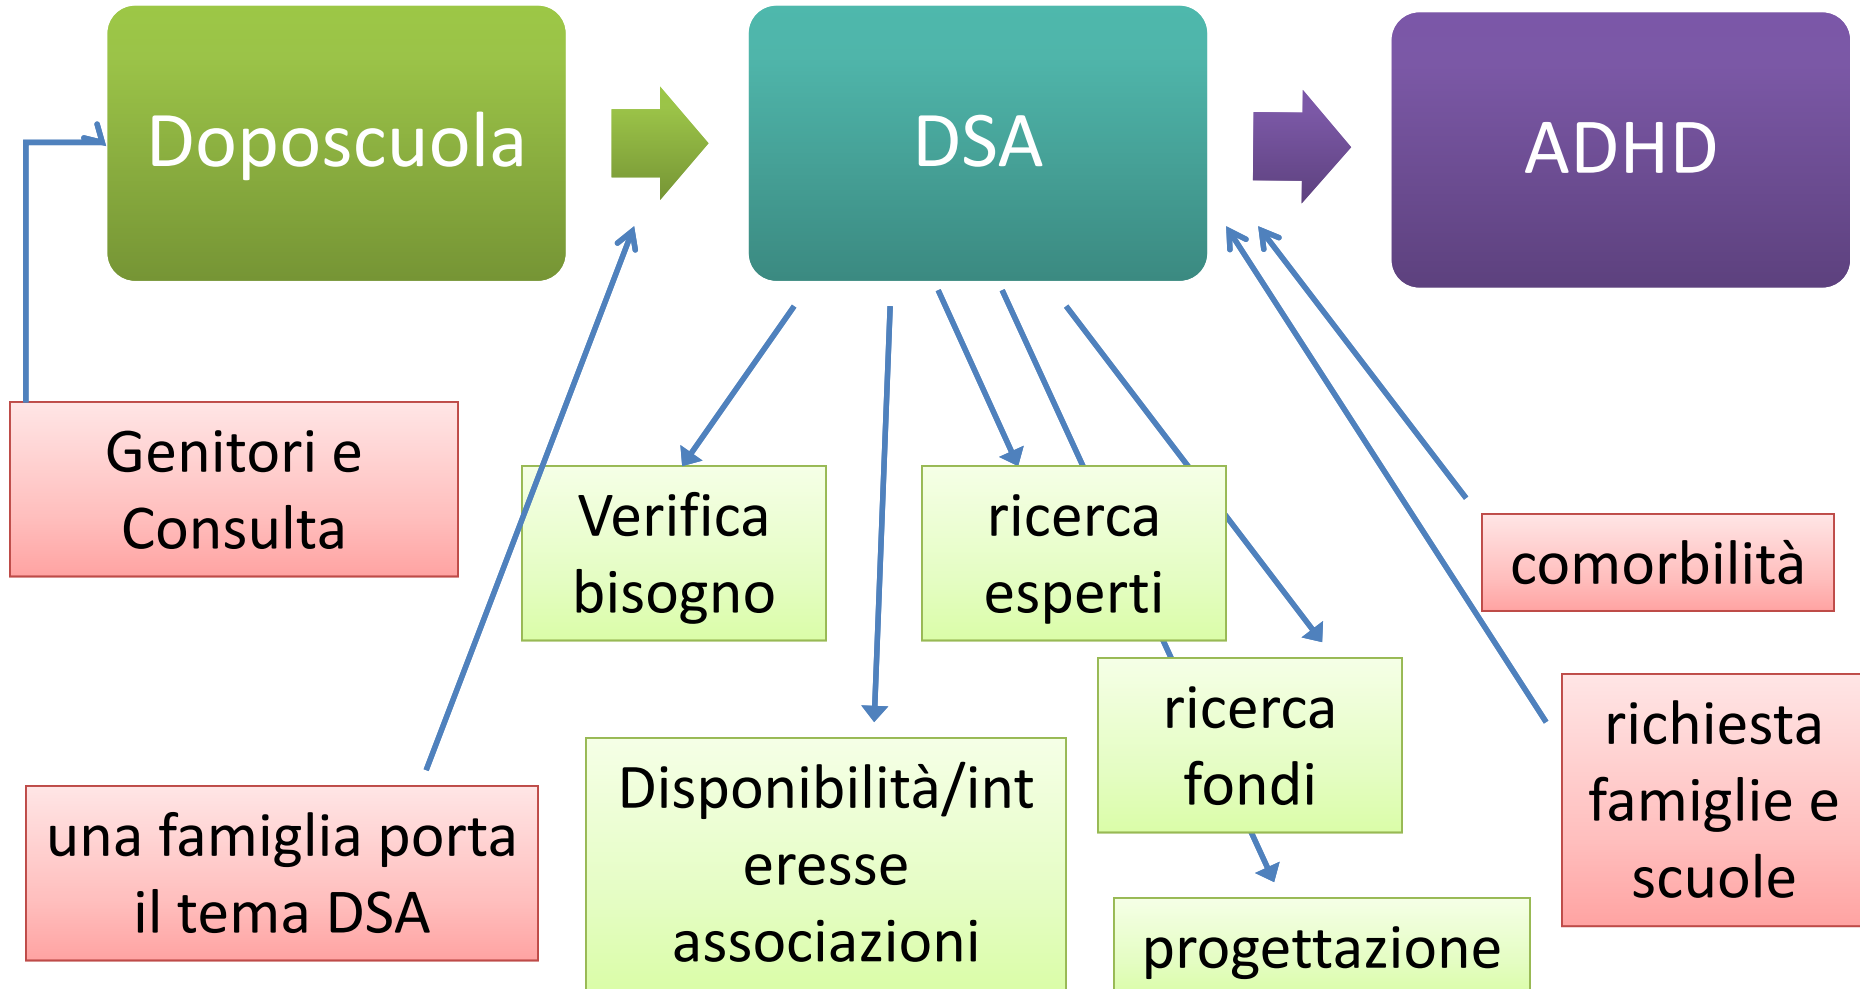 Doposcuola
DSA
ADHD
Genitori e
Consulta
Verifica
bisogno
ricerca
esperti
comorbilità
ricerca
fondi
richiesta
famiglie e
scuole
una famiglia porta
il tema DSA
Disponibilità/int
eresse
associazioni
progettazione